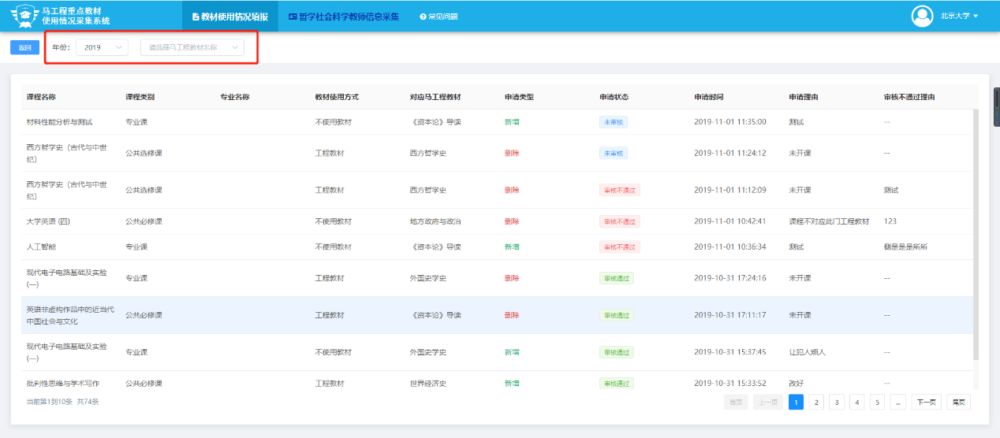 马工程重点教材
使用情况采集系统
教材使用情况填报 哲学社会科学教师信息采集 常见问题 北京大学
返回 年份： 2019 请选择马工程教材名称
课程名称 课程类别 专业名称 教材使用方式 对应马工程教材 申请类型 申请状态 申请时间 申请理由 审核不通过理由
材料性能分析与测试 专业课 不使用教材 《资本论》导读 新增 未审核 2019-11-01 11:35:00 测试 --
西方哲学史（古代与中世
纪） 公共选修课 工程教材 西方哲学史 删除 未审核 2019-11-01 11:24:12 未开课 --
西方哲学史（古代与中世
纪） 公共选修课 工程教材 西方哲学史 删除 审核不通过 2019-11-01 11:12:09 未开课 测试
大学英语 (四) 公共必修课 不使用教材 地方政府与政治 删除 审核不通过 2019-11-01 10:42:41 课程不对应此门工程教材 123
人工智能 专业课 不使用教材 《资本论》导读 新增 审核不通过 2019-11-01 10:36:34 测试 侧是是是所所
现代电子电路基础及实验
(一) 专业课 工程教材 外国史学史 删除 审核通过 2019-10-31 17:24:16 未开课 --
英语非虚构作品中的近当代
中国社会与文化 公共必修课 工程教材 《资本论》导读 删除 审核通过 2019-10-31 17:11:17 未开课 --
现代电子电路基础及实验
(一) 专业课 不使用教材 外国史学史 新增 审核通过 2019-10-31 15:37:45 让犯人烦人 --
批判性思维与学术写作 公共必修课 工程教材 世界经济史 新增 审核通过 2019-10-31 15:33:52 改好 --
当前第1到10条 共74条 首页 上一页 1 2 3 4 5 ... 下一页 尾页